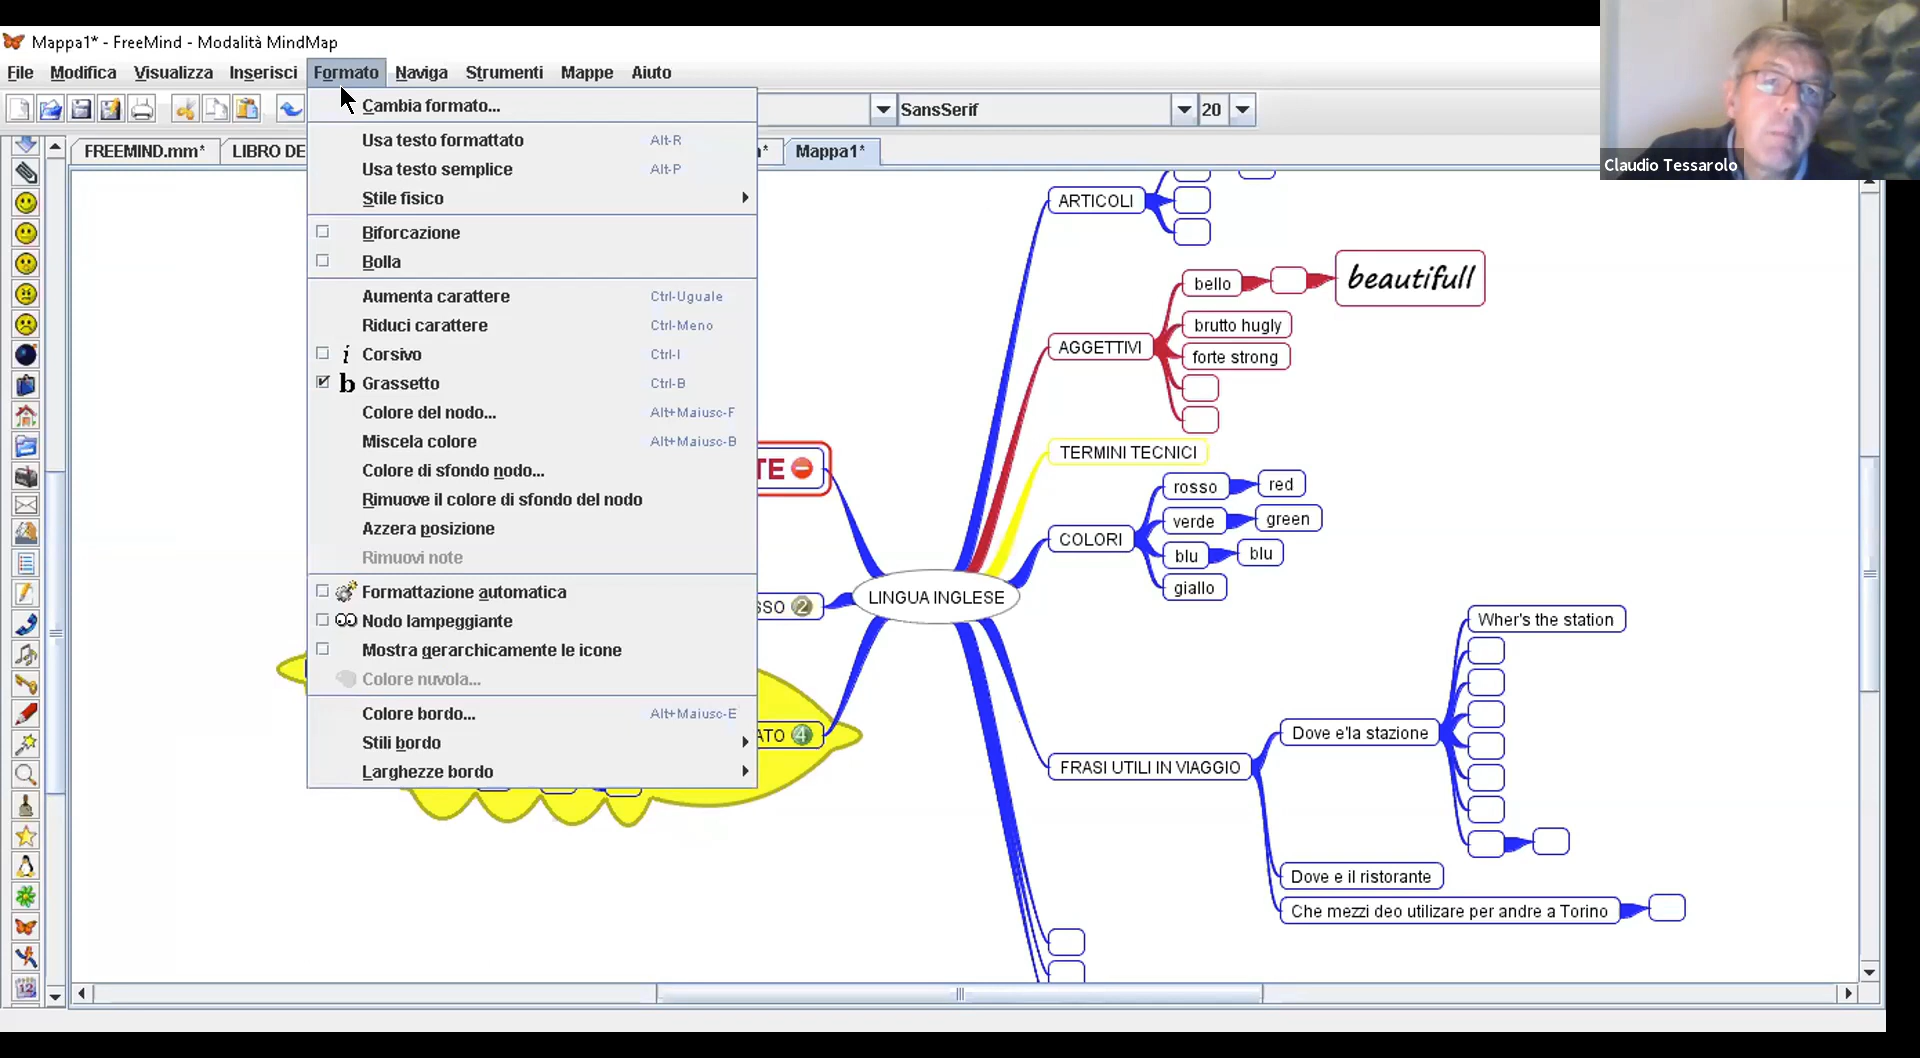 Mappa1* - FreeMind - Modalità MindMap
File Modifica Visualizza Inserisci Formato Naviga Strumenti Mappe Aiuto
SansSerif 20
FREEMIND.mm* LIBRO DE Mappa1*
Claudio Tessarolo
Cambia formato...
Usa testo formattato Alt-R
Usa testo semplice Alt-P
Stile fisico
Biforcazione
Bolla
Aumenta carattere Ctrl-Uguale
Riduci carattere Ctrl-Meno
i Corsivo Ctrl-I
b Grassetto Ctrl-B
Colore del nodo... Alt+Maiusc-F
Miscela colore Alt+Maiusc-B
Colore di sfondo nodo...
Rimuove il colore di sfondo del nodo
Azzera posizione
Rimuovi note
Formattazione automatica
Nodo lampeggiante
Mostra gerarchicamente le icone
Colore nuvola...
Colore bordo... Alt+Maiusc-E
Stili bordo
Larghezze bordo
TE
SSO 2
ATO 4
LINGUA INGLESE
ARTICOLI
AGGETTIVI
bello
beautifull
brutto hugly
forte strong
TERMINI TECNICI
COLORI
rosso red
verde green
blu blu
giallo
FRASI UTILI IN VIAGGIO
Dove e'la stazione
Wher's the station
Dove e il ristorante
Che mezzi deo utilizare per andre a Torino
12